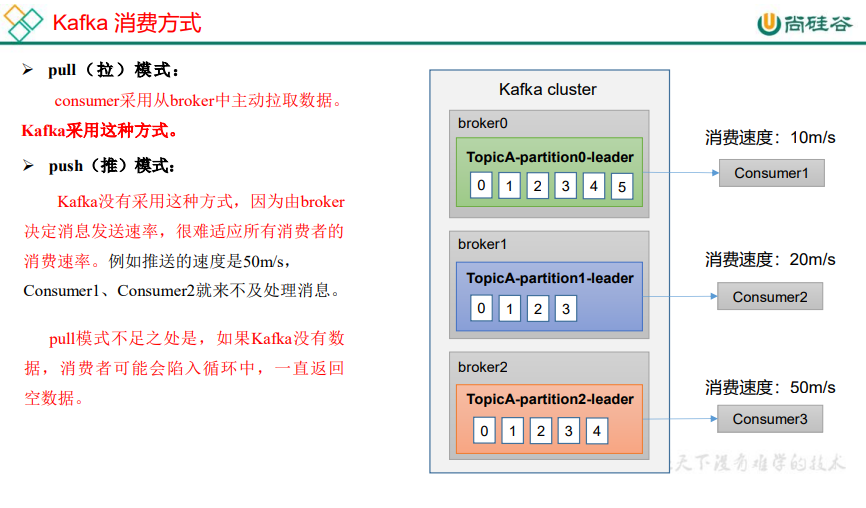 Kafka 消费方式
尚硅谷
➢ pull（拉）模式：
consumer采用从broker中主动拉取数据。
Kafka采用这种方式。
➢ push（推）模式：
Kafka没有采用这种方式，因为由broker
决定消息发送速率，很难适应所有消费者的
消费速率。例如推送的速度是50m/s，
Consumer1、Consumer2就来不及处理消息。
pull模式不足之处是，如果Kafka没有数
据，消费者可能会陷入循环中，一直返回
空数据。
Kafka cluster
broker0
TopicA-partition0-leader
0 1 2 3 4 5
消费速度：10m/s
Consumer1
broker1
TopicA-partition1-leader
0 1 2 3
消费速度：20m/s
Consumer2
broker2
TopicA-partition2-leader
0 1 2 3 4
消费速度：50m/s
Consumer3
天下没有难学的技术